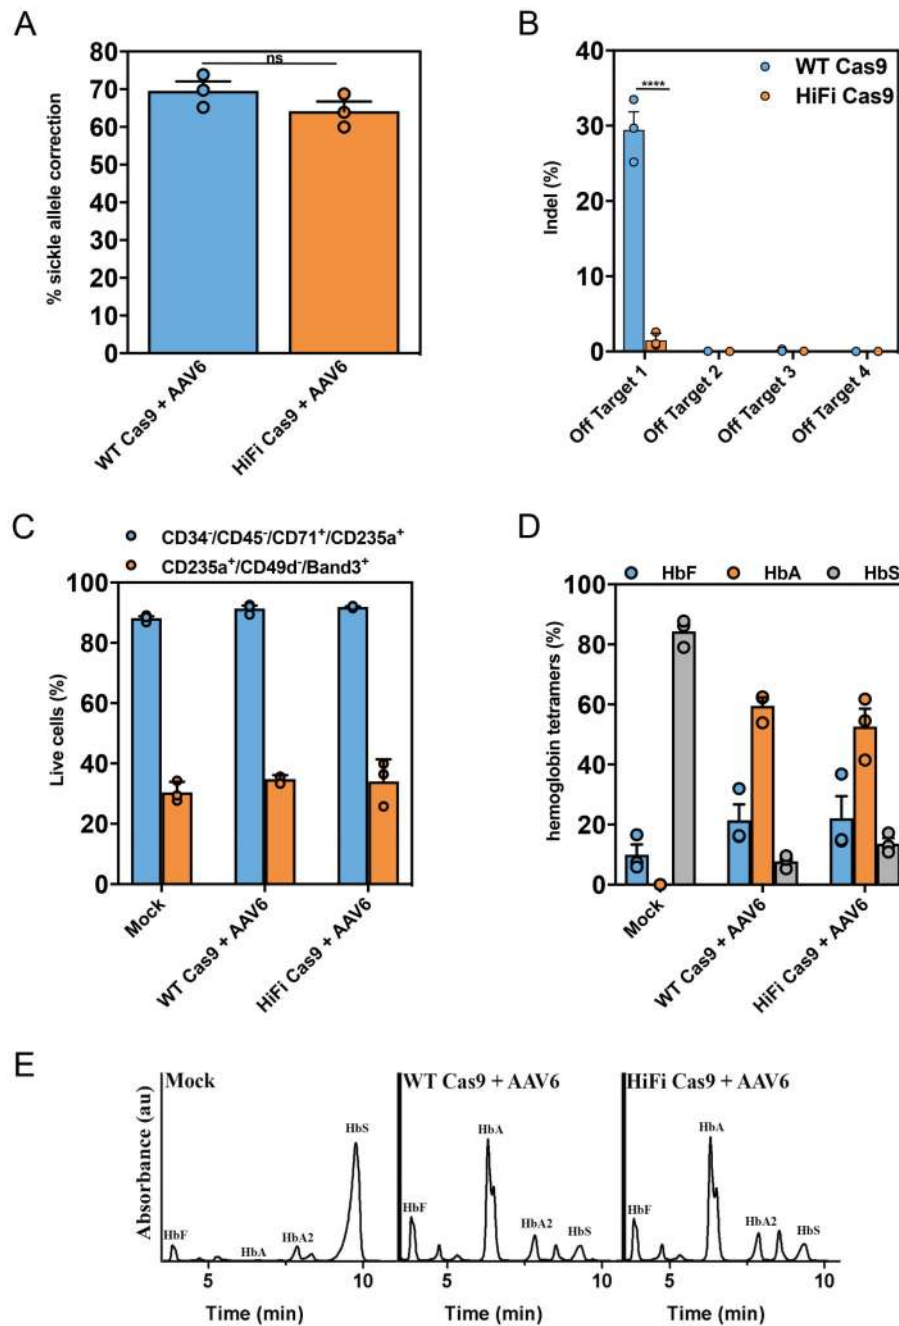 A
80
70
60
50
40
30
20
10
0
% sickle allele correction
ns
WT Cas9 + AAV6
HiFi Cas9 + AAV6
B
40
30
20
10
0
Indel (%)
****
WT Cas9
HiFi Cas9
Off Target 1
Off Target 2
Off Target 3
Off Target 4
C
CD34⁻/CD45⁻/CD71⁺/CD235a⁺
CD235a⁺/CD49d⁻/Band3⁺
100
80
60
40
20
0
Live cells (%)
Mock
WT Cas9 + AAV6
HiFi Cas9 + AAV6
D
HbF HbA HbS
100
80
60
40
20
0
hemoglobin tetramers (%)
Mock
WT Cas9 + AAV6
HiFi Cas9 + AAV6
E
Absorbance (au)
Mock
HbF
HbA
HbA2
HbS
5 10
Time (min)
WT Cas9 + AAV6
HbF
HbA
HbA2
HbS
5 10
Time (min)
HiFi Cas9 + AAV6
HbF
HbA
HbA2
HbS
5 10
Time (min)